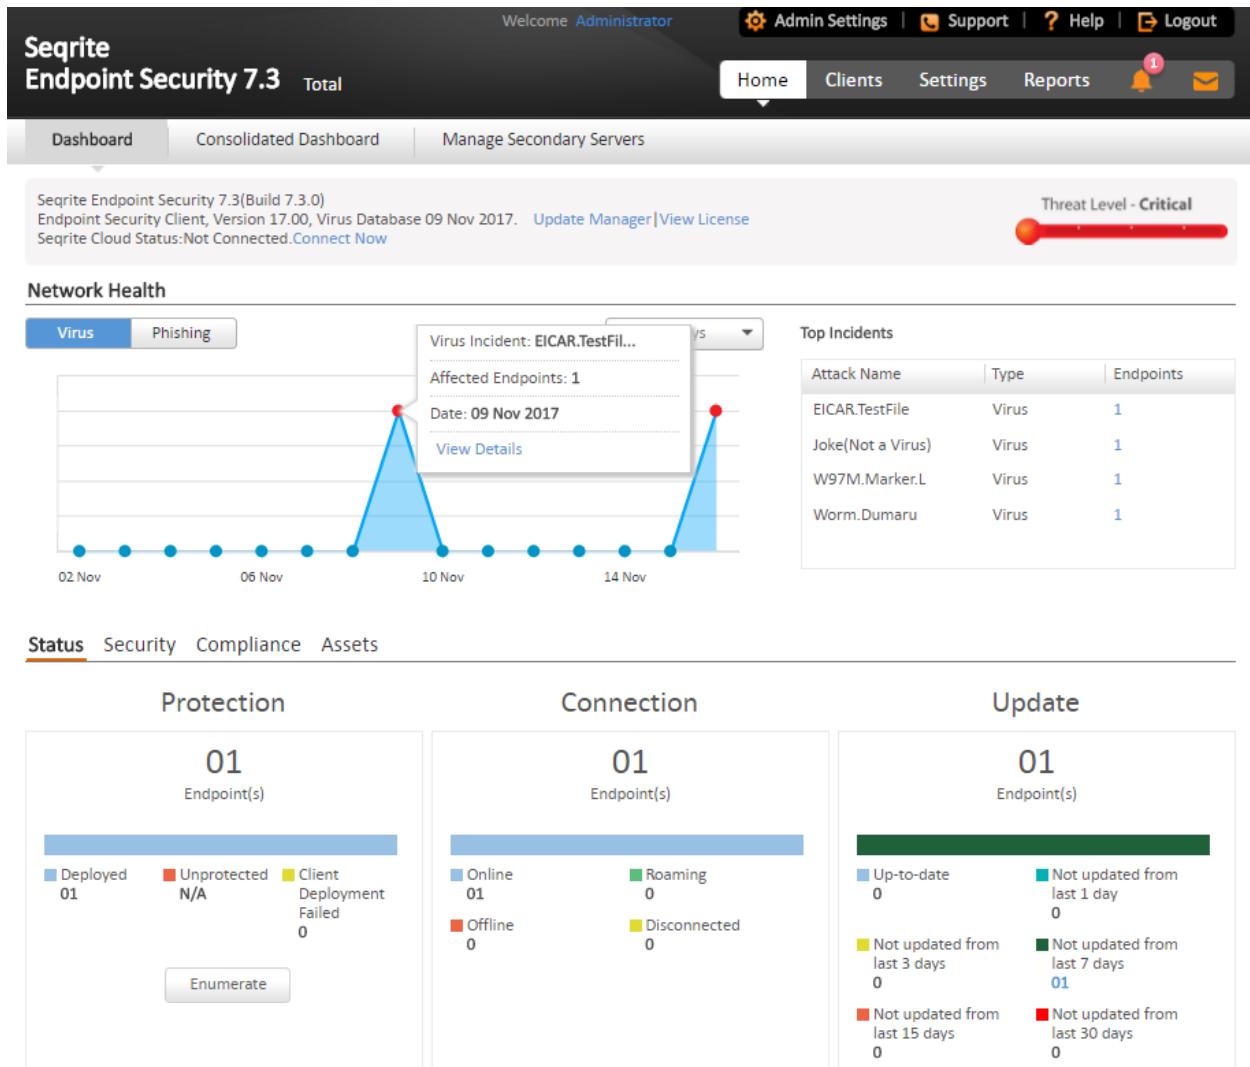 Welcome Administrator
Admin Settings | Support | ? Help | Logout
Seqrite
Endpoint Security 7.3 Total
Home Clients Settings Reports 1
Dashboard Consolidated Dashboard Manage Secondary Servers
Seqrite Endpoint Security 7.3(Build 7.3.0)
Endpoint Security Client, Version 17.00, Virus Database 09 Nov 2017. Update Manager|View License
Seqrite Cloud Status:Not Connected.Connect Now
Threat Level - Critical
Network Health
Virus Phishing
Virus Incident: EICAR.TestFil...
Affected Endpoints: 1
Date: 09 Nov 2017
View Details
02 Nov 06 Nov 10 Nov 14 Nov
Top Incidents
Attack Name Type Endpoints
EICAR.TestFile Virus 1
Joke(Not a Virus) Virus 1
W97M.Marker.L Virus 1
Worm.Dumaru Virus 1
Status Security Compliance Assets
Protection
01
Endpoint(s)
Deployed
01
Unprotected
N/A
Client
Deployment
Failed
0
Enumerate
Connection
01
Endpoint(s)
Online
01
Roaming
0
Offline
0
Disconnected
0
Update
01
Endpoint(s)
Up-to-date
0
Not updated from
last 1 day
0
Not updated from
last 3 days
0
Not updated from
last 7 days
01
Not updated from
last 15 days
0
Not updated from
last 30 days
0